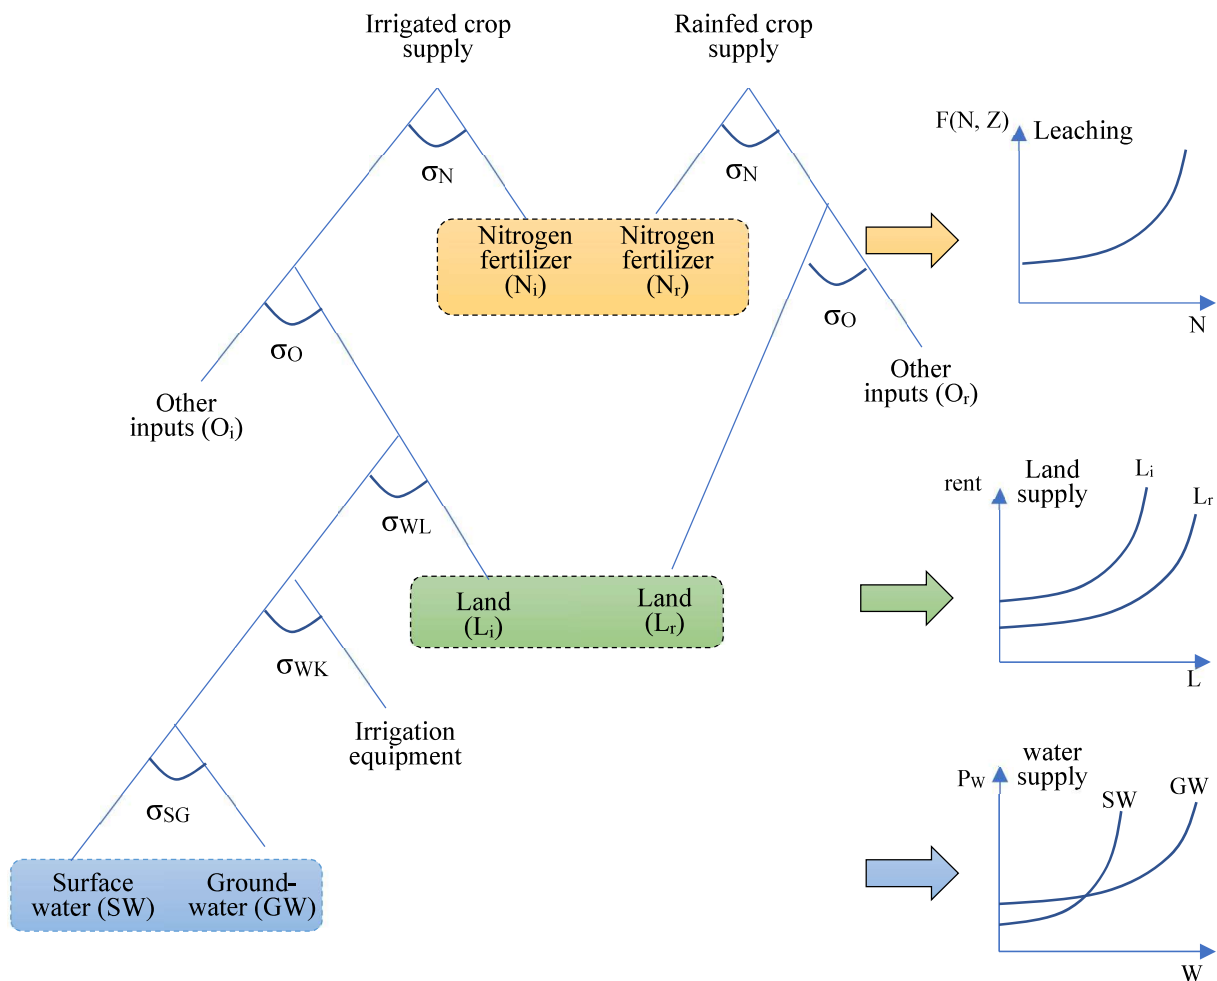 Irrigated crop
supply
Rainfed crop
supply
F(N, Z)
Leaching
σN
σN
Nitrogen
fertilizer
(Ni)
Nitrogen
fertilizer
(Nr)
N
σO
σO
Other
inputs (Oi)
Other
inputs (Or)
rent
Land
supply
Li
Lr
σWL
Land
(Li)
Land
(Lr)
L
σWK
Irrigation
equipment
PW
water
supply
SW
GW
σSG
Surface
water (SW)
Ground-
water (GW)
W